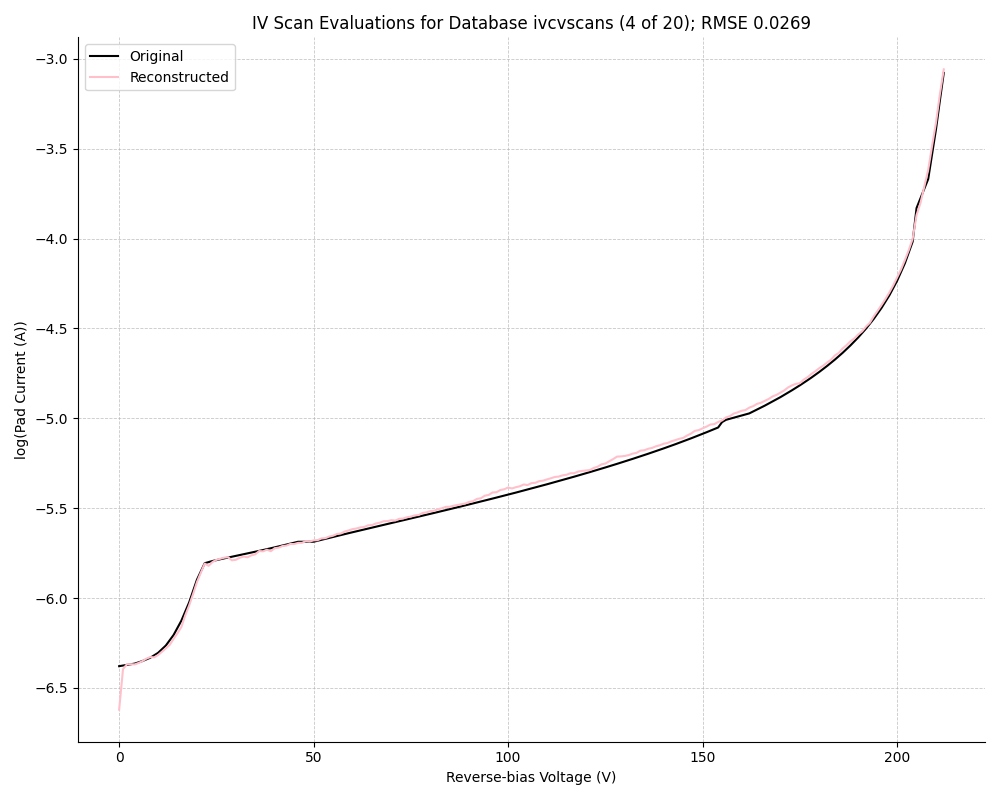 IV Scan Evaluations for Database ivcvscans (4 of 20); RMSE 0.0269
Original
Reconstructed
−3.0
−3.5
−4.0
−4.5
−5.0
−5.5
−6.0
−6.5
log(Pad Current (A))
0 50 100 150 200
Reverse-bias Voltage (V)